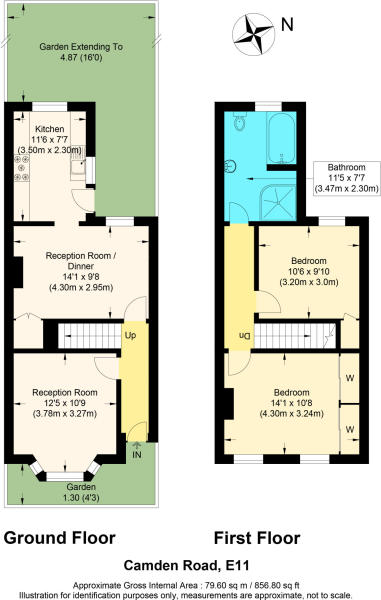 Garden Extending To
4.87 (16'0)
N
Kitchen
11'6 x 7'7
(3.50m x 2.30m)
Bathroom
11'5 x 7'7
(3.47m x 2.30m)
Reception Room /
Dinner
14'1 x 9'8
(4.30m x 2.95m)
Bedroom
10'6 x 9'10
(3.20m x 3.0m)
Up
Dn
Reception Room
12'5 x 10'9
(3.78m x 3.27m)
Bedroom
14'1 x 10'8
(4.30m x 3.24m)
W
W
IN
Garden
1.30 (4'3)
Ground Floor
First Floor
Camden Road, E11
Approximate Gross Internal Area : 79.60 sq m / 856.80 sq ft
Illustration for identification purposes only, measurements are approximate, not to scale.